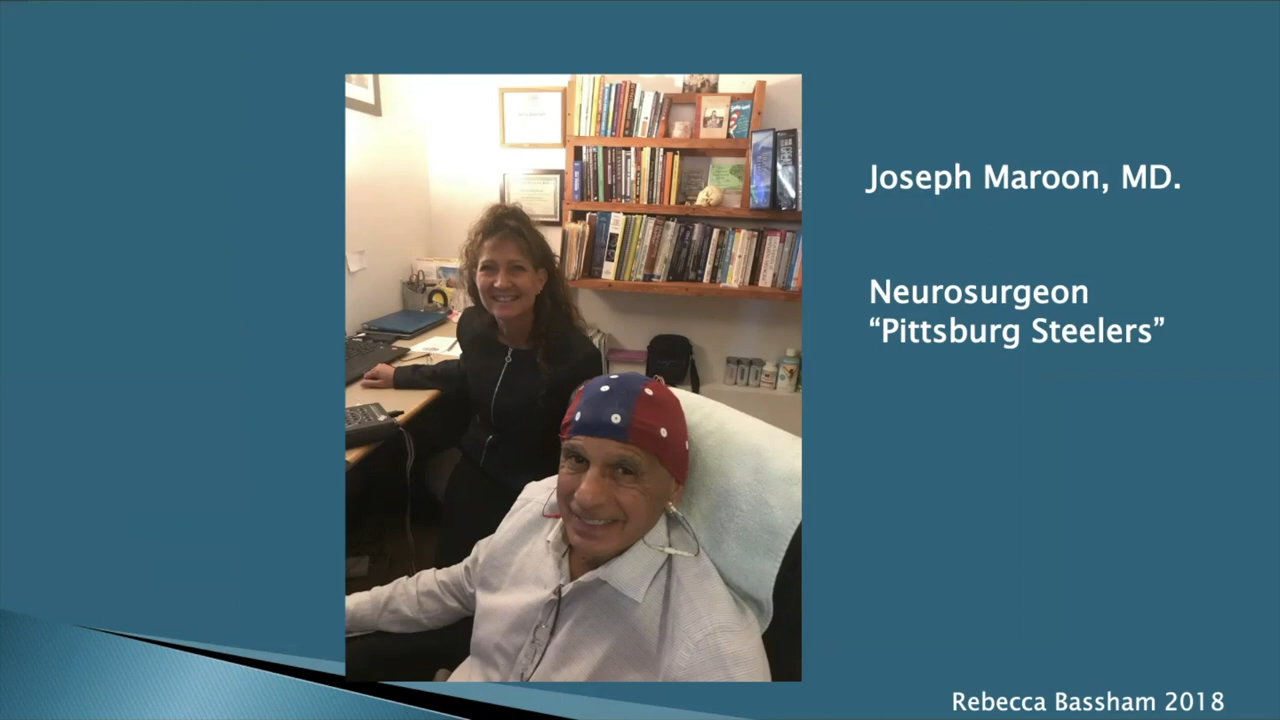 Joseph Maroon, MD.
Neurosurgeon
“Pittsburg Steelers”
Rebecca Bassham 2018